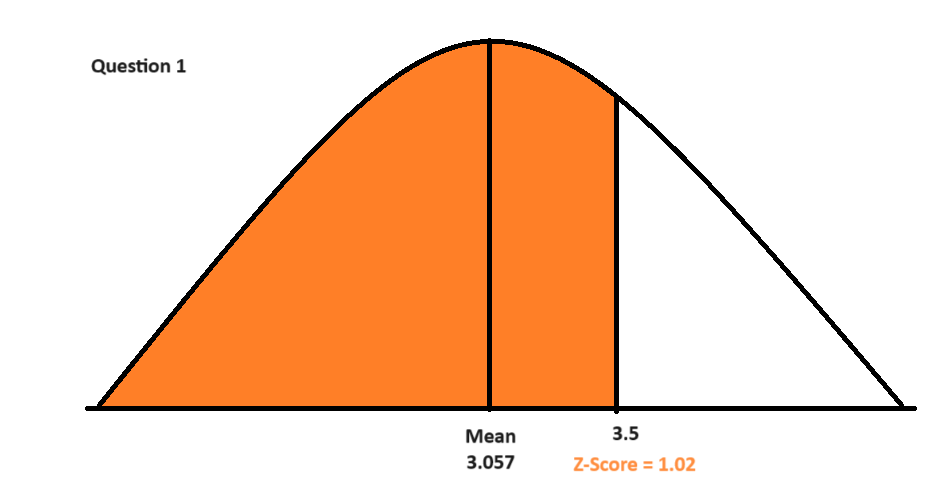 Question 1
Mean
3.057
3.5
Z-Score = 1.02